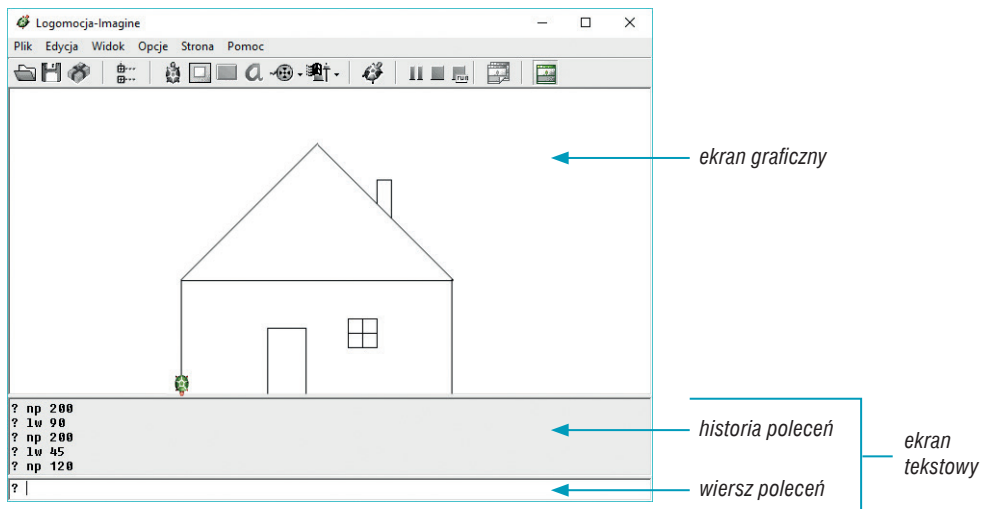 Logomocja-Imagine
Plik Edycja Widok Opcje Strona Pomoc
ekran graficzny
? np 200
? lw 90
? np 200
? lw 45
? np 120
?
historia poleceń
wiersz poleceń
ekran
tekstowy